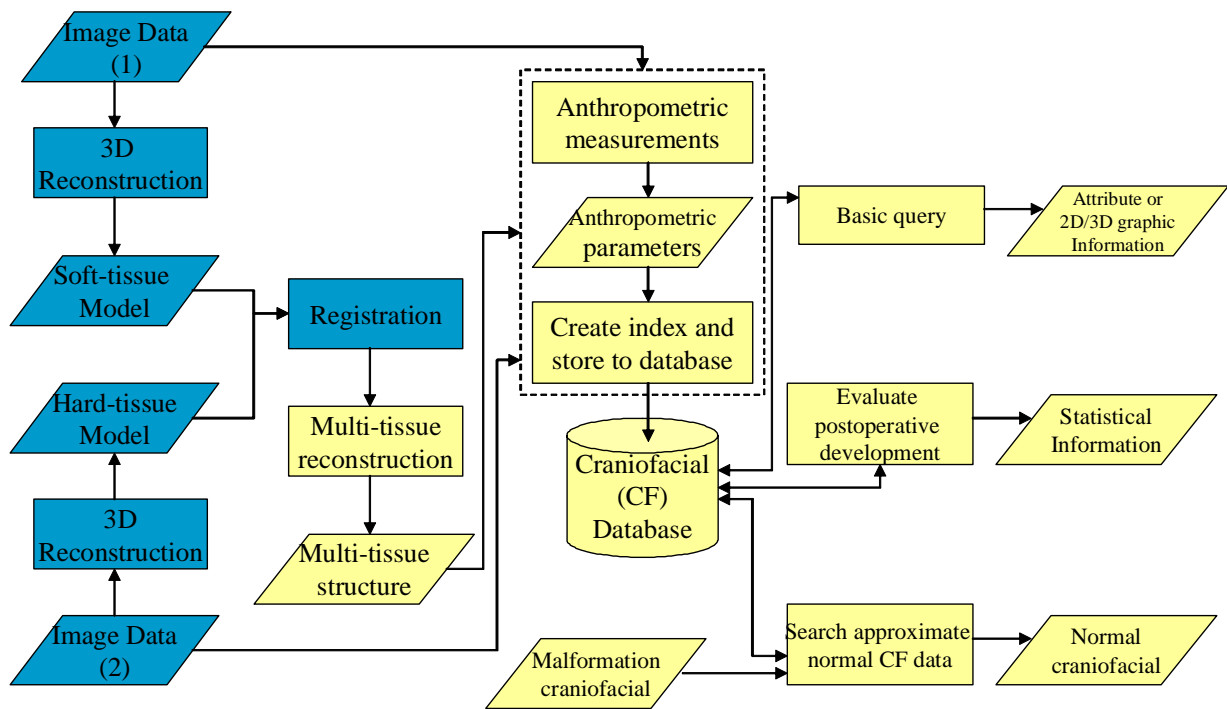 Image Data
(1)
3D
Reconstruction
Soft-tissue
Model
Hard-tissue
Model
3D
Reconstruction
Image Data
(2)
Registration
Multi-tissue
reconstruction
Multi-tissue
structure
Anthropometric
measurements
Anthropometric
parameters
Create index and
store to database
Craniofacial
(CF)
Database
Malformation
craniofacial
Basic query
Attribute or
2D/3D graphic
Information
Evaluate
postoperative
development
Statistical
Information
Search approximate
normal CF data
Normal
craniofacial